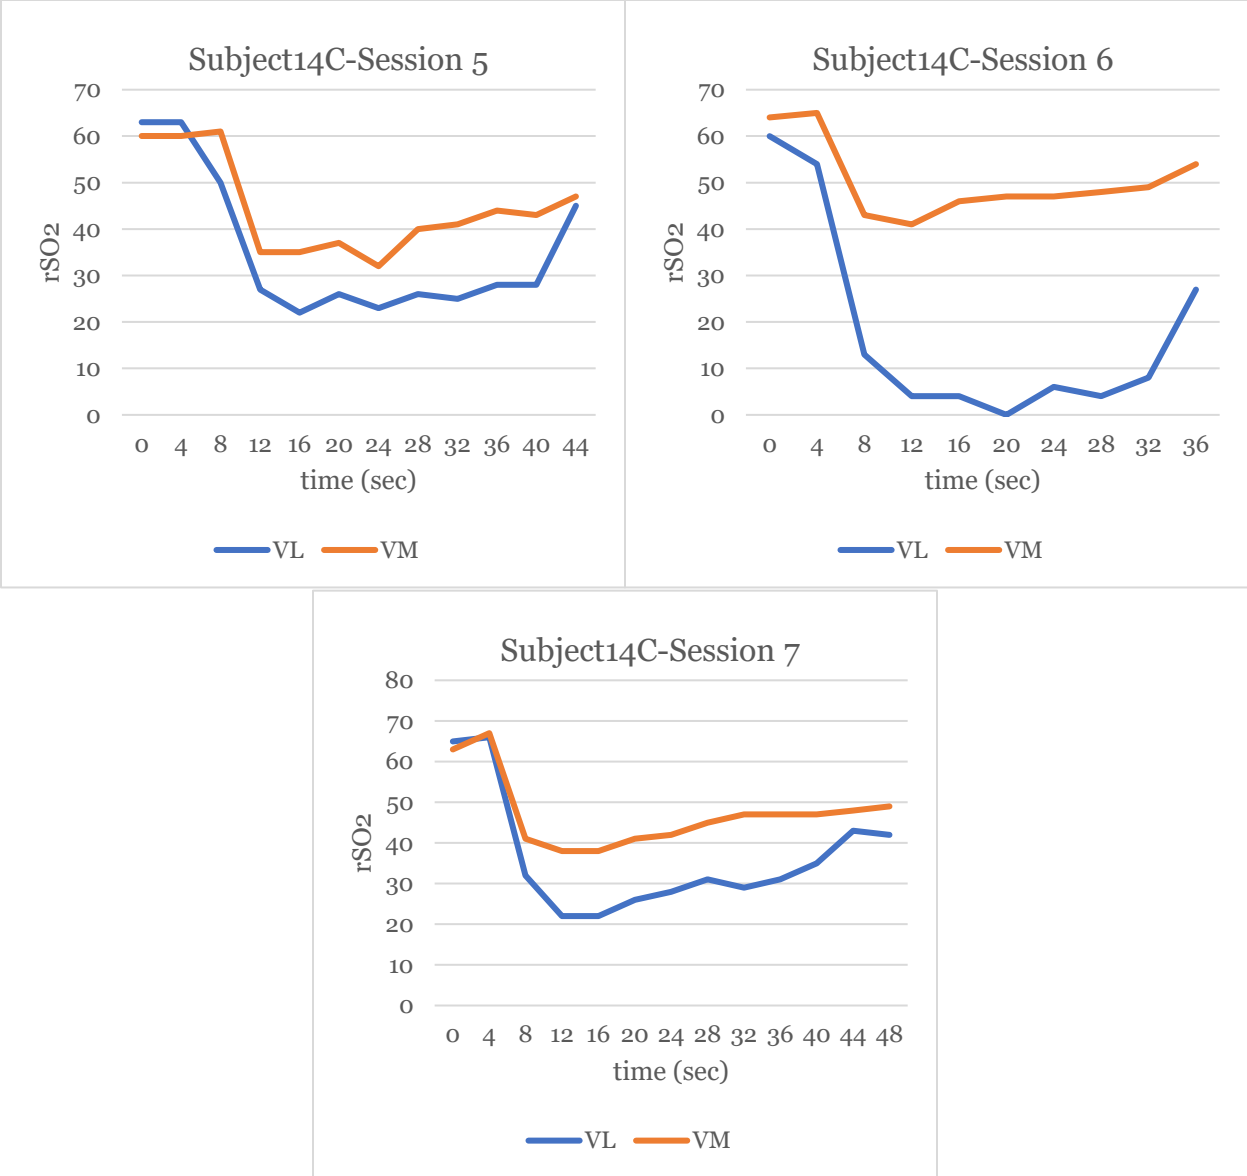 Subject14C-Session 5
70
60
50
40
30
20
10
0
rSO2
0 4 8 12 16 20 24 28 32 36 40 44
time (sec)
VL VM
Subject14C-Session 6
70
60
50
40
30
20
10
0
rSO2
0 4 8 12 16 20 24 28 32 36
time (sec)
VL VM
Subject14C-Session 7
80
70
60
50
40
30
20
10
0
rSO2
0 4 8 12 16 20 24 28 32 36 40 44 48
time (sec)
VL VM